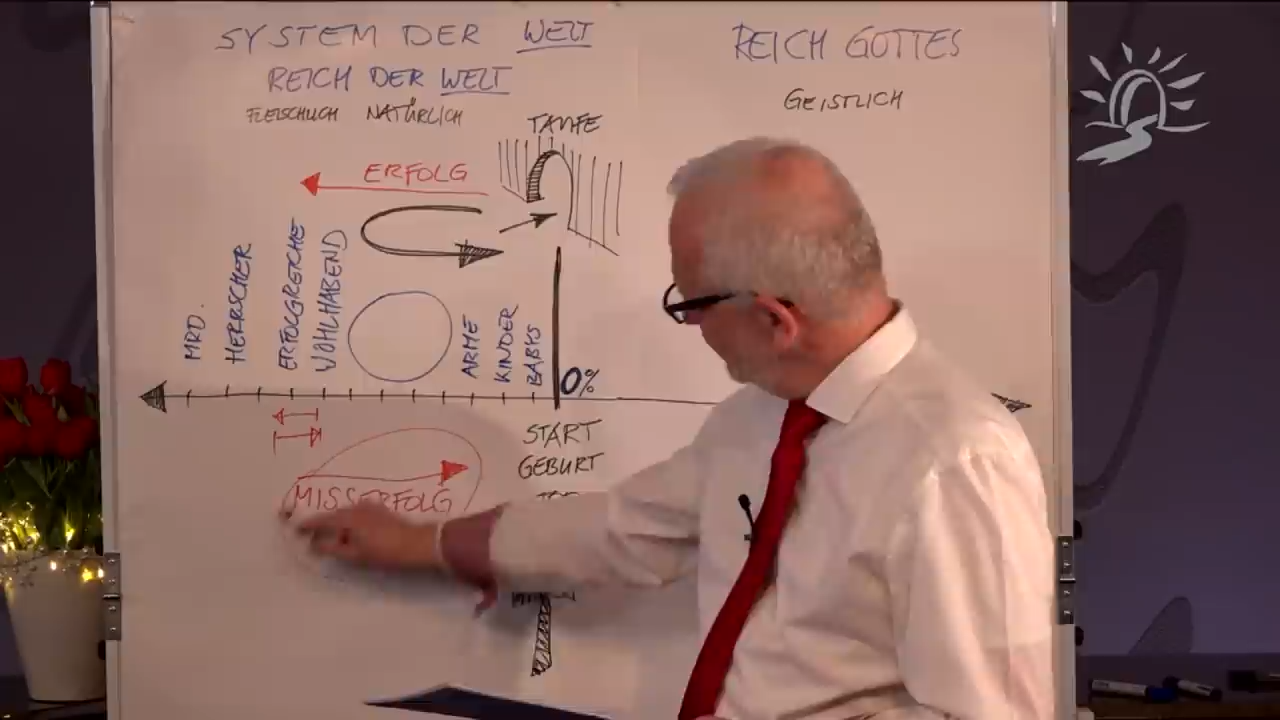 SYSTEM DER WELT
REICH DER WELT
FLEISCHLICH NATÜRLICH
TAUFE
ERFOLG
MRD.
HERRSCHER
ERFOLGREICHE
WOHLHABEND
ARME
KINDER
BABYS
0%
START
GEBURT
MISSERFOLG
REICH GOTTES
GEISTLICH